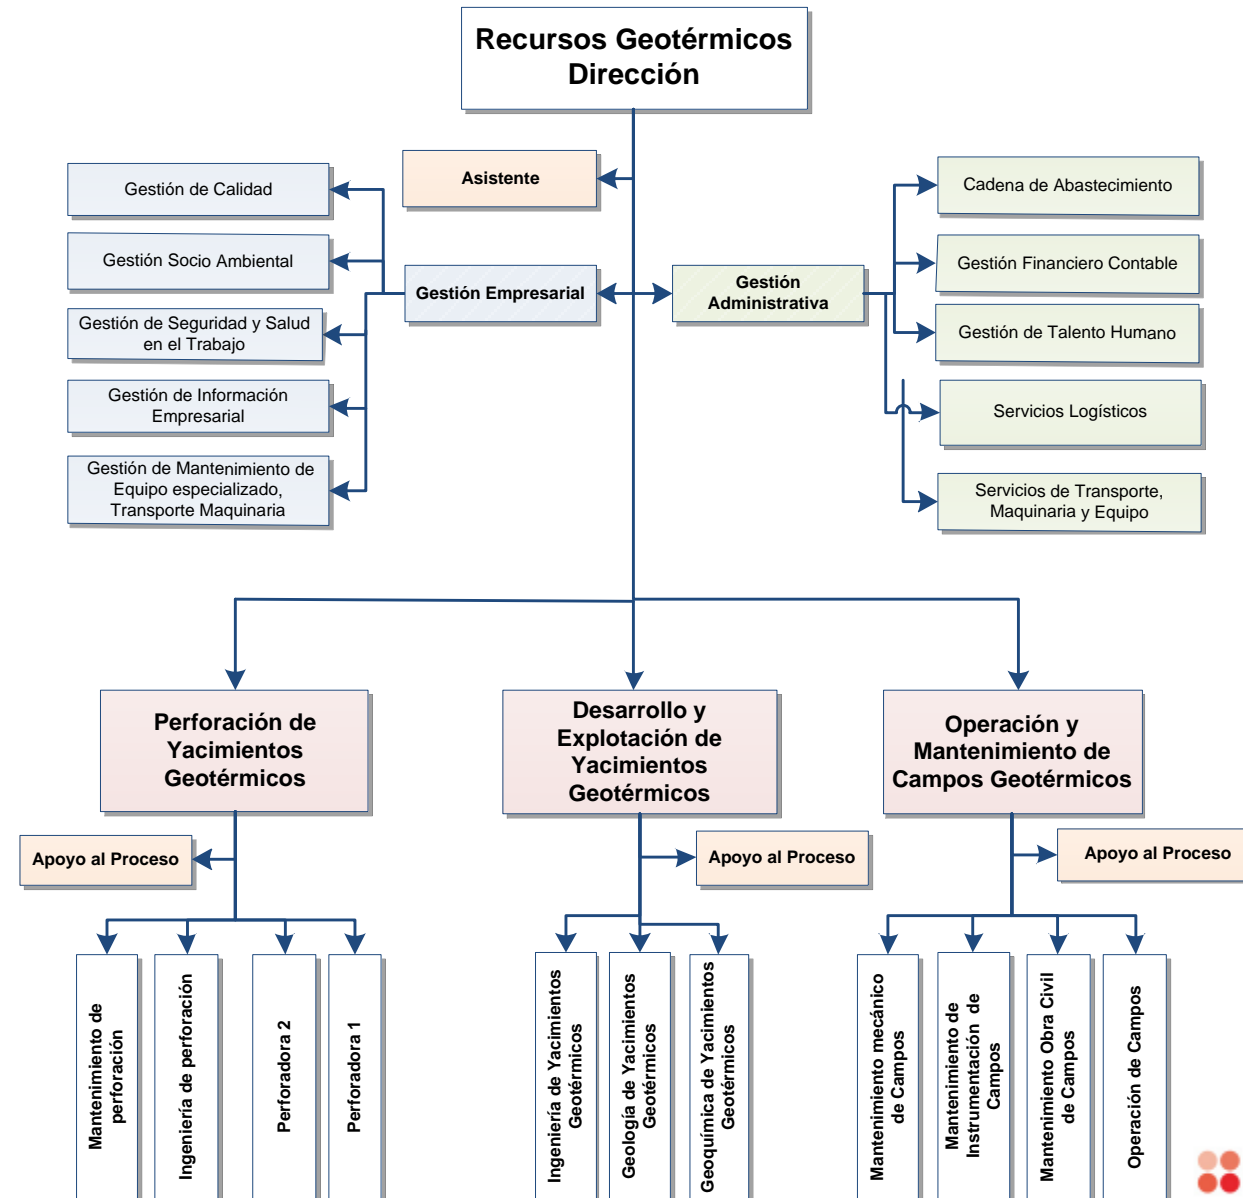 Recursos Geotérmicos
Dirección
Asistente
Gestión de Calidad
Gestión Socio Ambiental
Gestión de Seguridad y Salud
en el Trabajo
Gestión de Información
Empresarial
Gestión de Mantenimiento de
Equipo especializado,
Transporte Maquinaria
Gestión Empresarial
Gestión
Administrativa
Cadena de Abastecimiento
Gestión Financiero Contable
Gestión de Talento Humano
Servicios Logísticos
Servicios de Transporte,
Maquinaria y Equipo
Perforación de
Yacimientos
Geotérmicos
Apoyo al Proceso
Mantenimiento de
perforación
Ingeniería de perforación
Perforadora 2
Perforadora 1
Desarrollo y
Explotación de
Yacimientos
Geotérmicos
Apoyo al Proceso
Ingeniería de Yacimientos
Geotérmicos
Geología de Yacimientos
Geotérmicos
Geoquímica de Yacimientos
Geotérmicos
Operación y
Mantenimiento de
Campos Geotérmicos
Apoyo al Proceso
Mantenimiento mecánico
de Campos
Mantenimiento de
Instrumentación de
Campos
Mantenimiento Obra Civil
de Campos
Operación de Campos